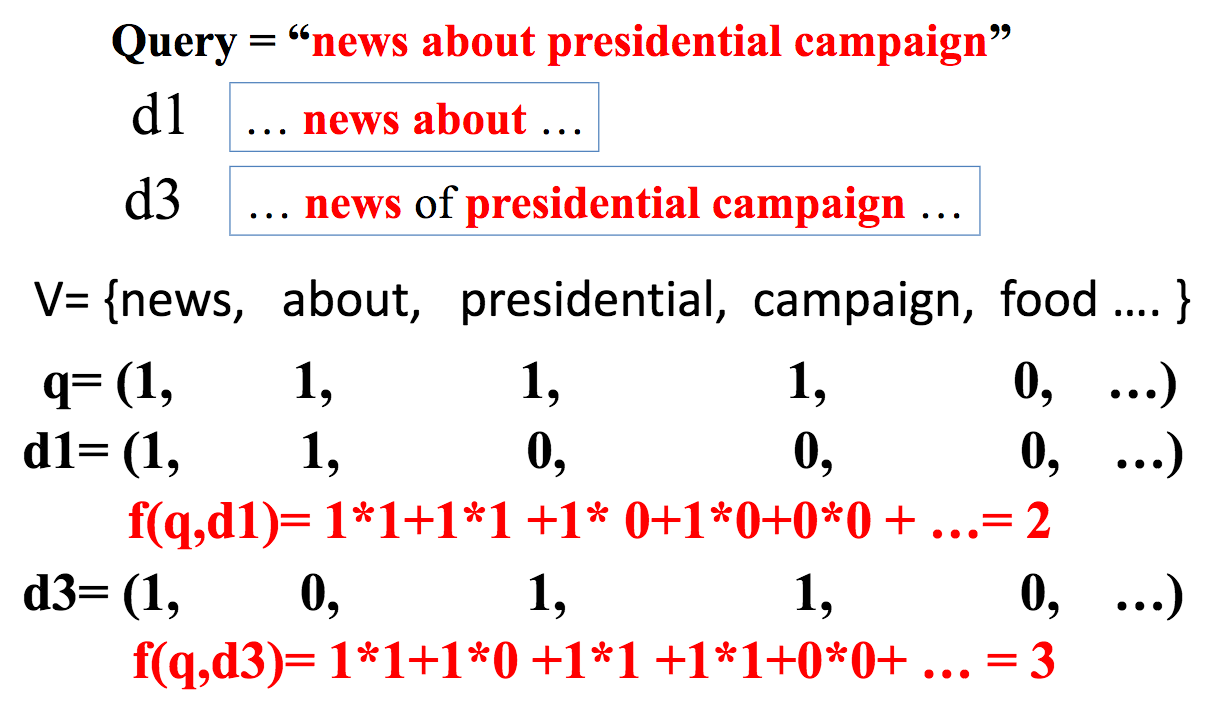 Query = “news about presidential campaign”
d1 … news about …
d3 … news of presidential campaign …
V= {news, about, presidential, campaign, food …. }
q= (1, 1, 1, 1, 0, …)
d1= (1, 1, 0, 0, 0, …)
f(q,d1)= 1*1+1*1 +1* 0+1*0+0*0 + …= 2
d3= (1, 0, 1, 1, 0, …)
f(q,d3)= 1*1+1*0 +1*1 +1*1+0*0+ … = 3